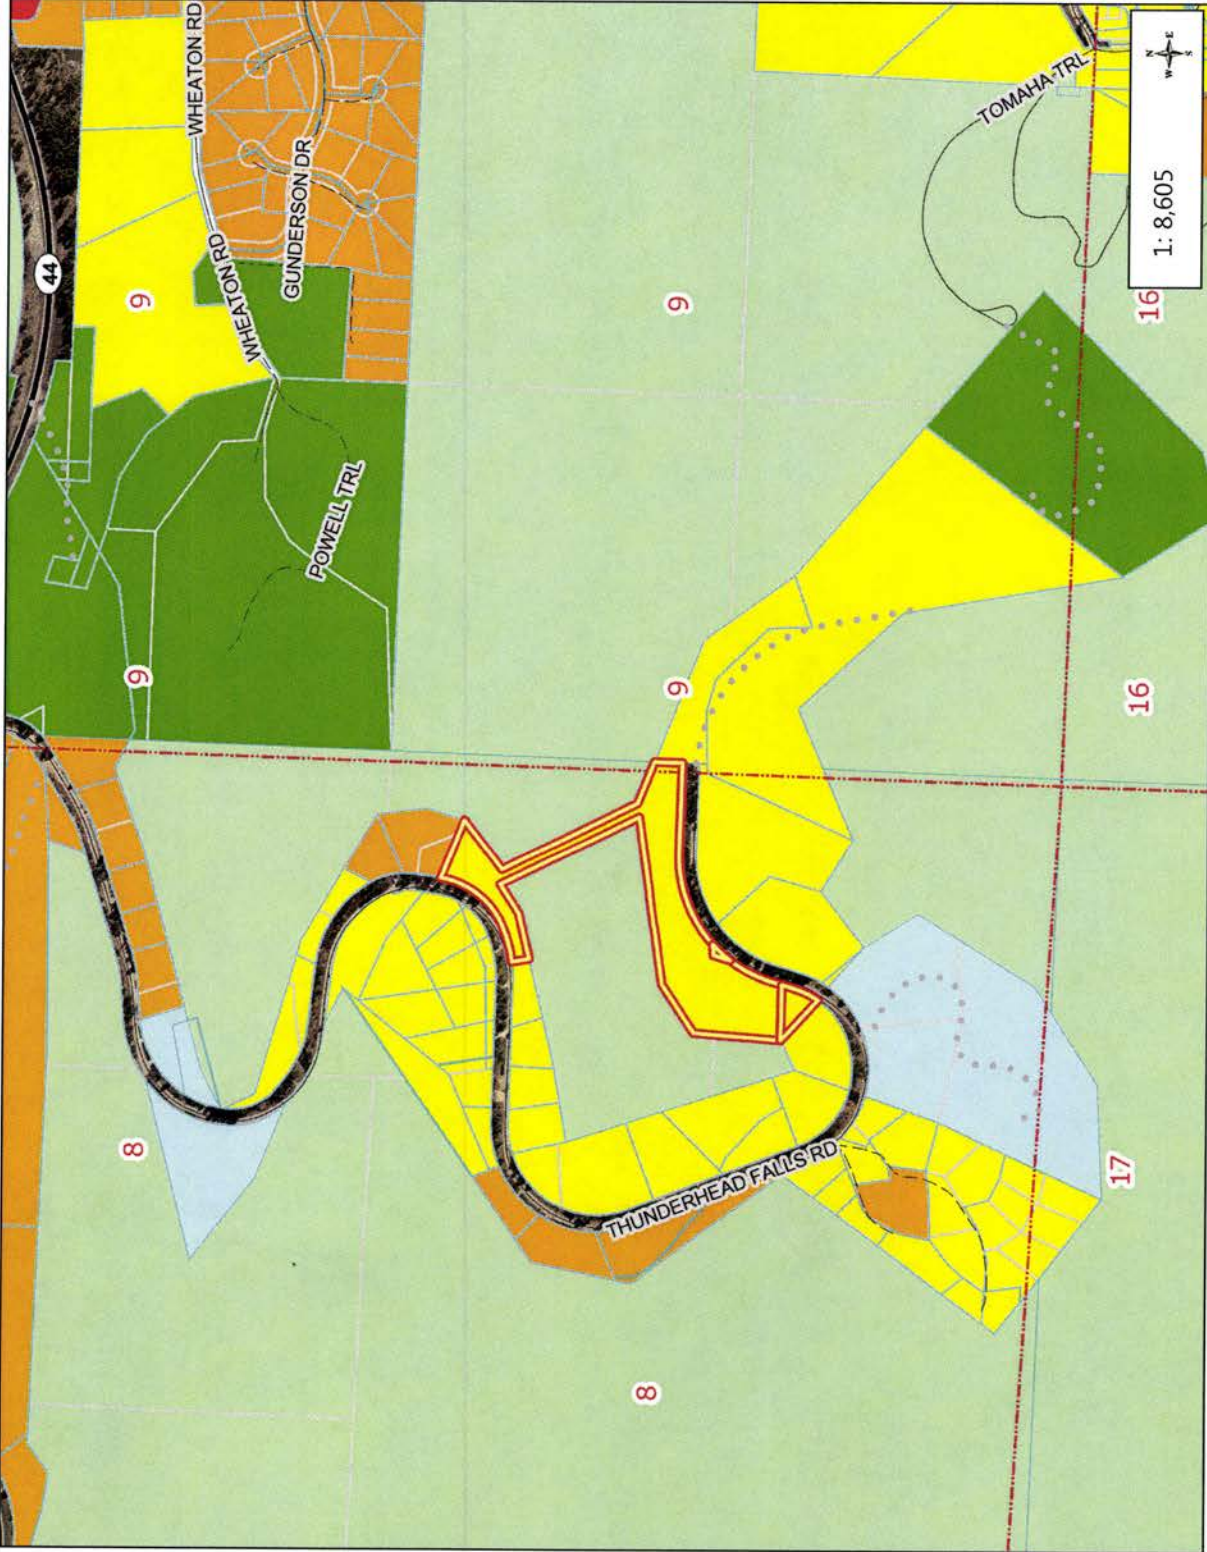 WHEATON RD
44
9
WHEATON RD
GUNDERSON DR
POWELL TRL
9
8
TOMAHA TRL
9
9
N
W E
S
1: 8,605
16
16
THUNDERHEAD FALLS RD
17
8